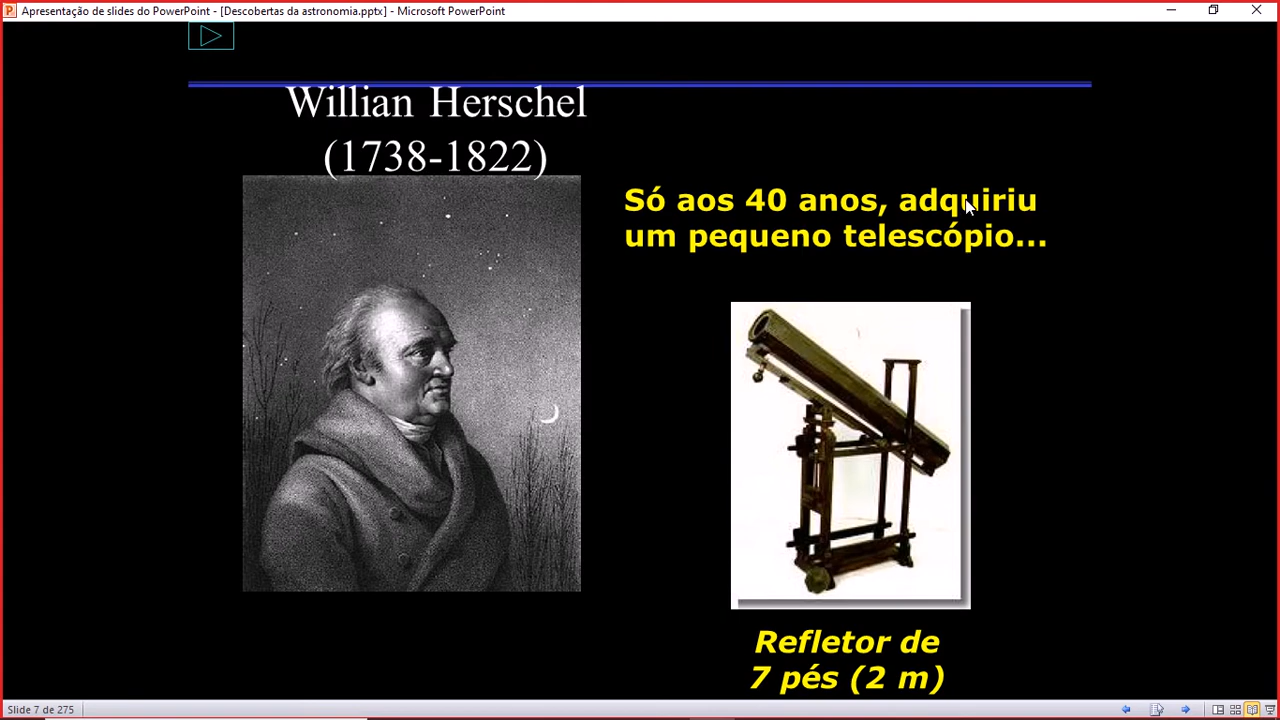 Apresentação de slides do PowerPoint - [Descobertas da astronomia.pptx] - Microsoft PowerPoint
Willian Herschel
(1738-1822)
Só aos 40 anos, adquiriu
um pequeno telescópio...
Refletor de
7 pés (2 m)
Slide 7 de 275